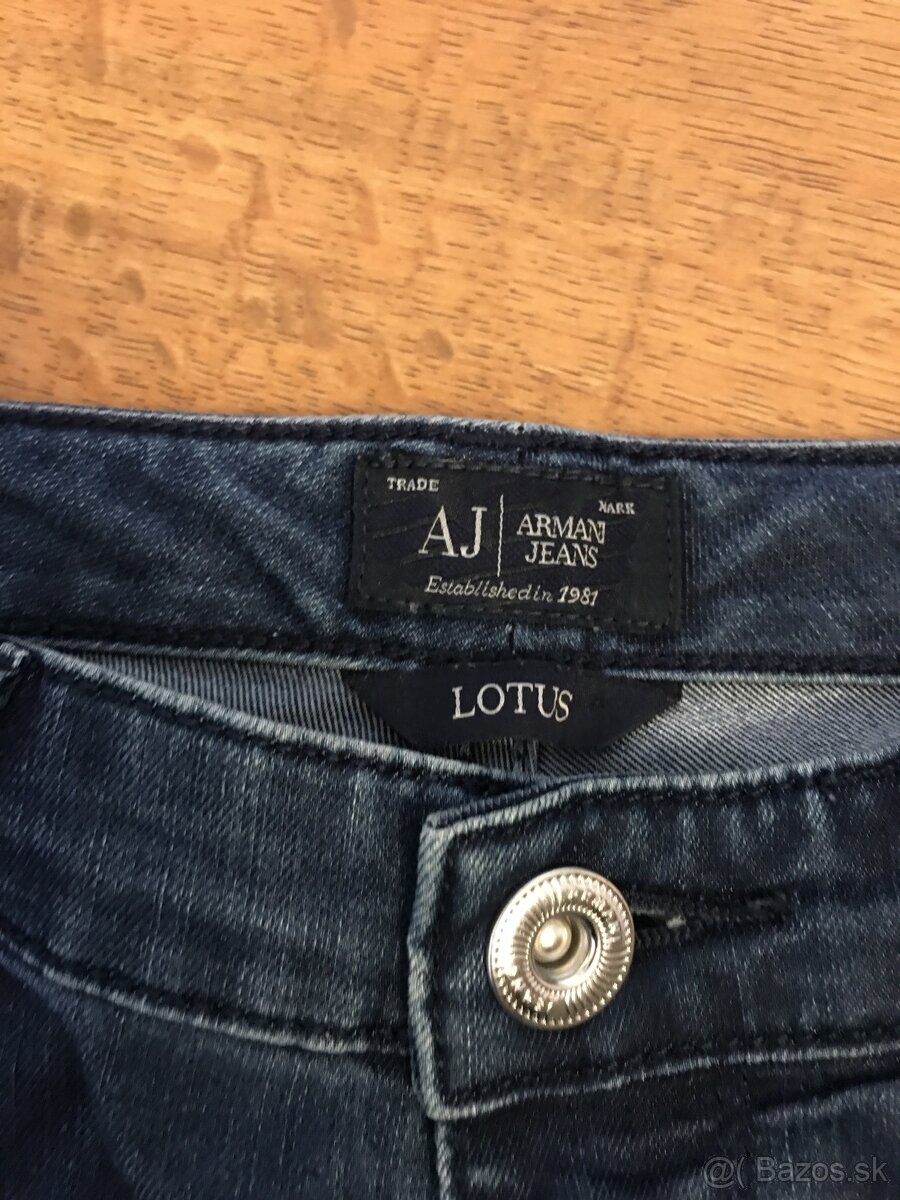 TRADE MARK
AJ ARMANI
JEANS
Established in 1981
LOTUS
@( Bazos.sk